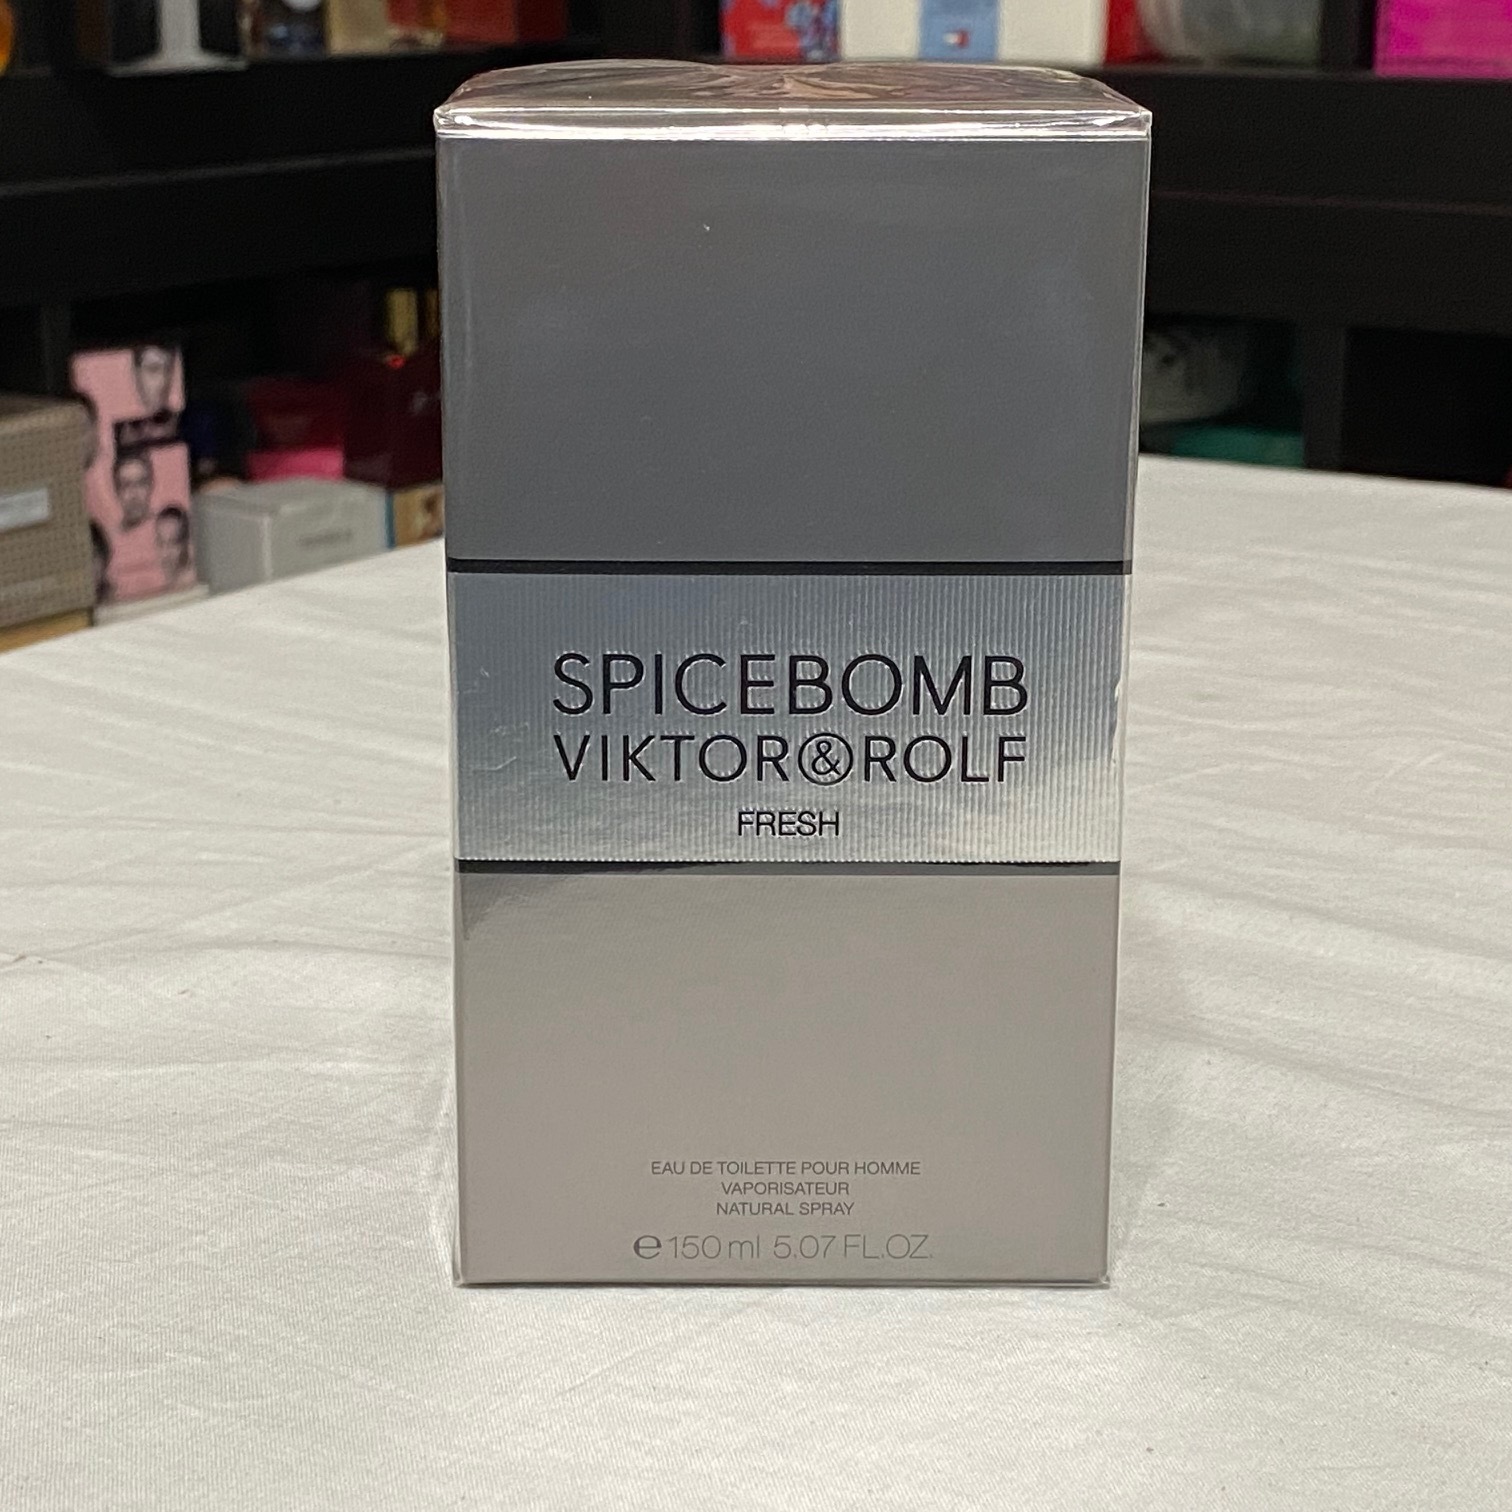 SPICEBOMB
VIKTOR&ROLF
FRESH
EAU DE TOILETTE POUR HOMME
VAPORISATEUR
NATURAL SPRAY
e 150 ml 5.07 FL.OZ.